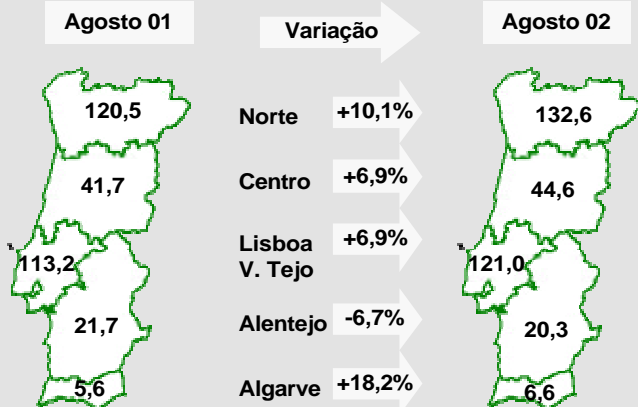 Agosto 01
Variação
Agosto 02
120,5
Norte
+10,1%
132,6
41,7
Centro
+6,9%
44,6
113,2
Lisboa
V. Tejo
+6,9%
121,0
21,7
Alentejo
-6,7%
20,3
5,6
Algarve
+18,2%
6,6